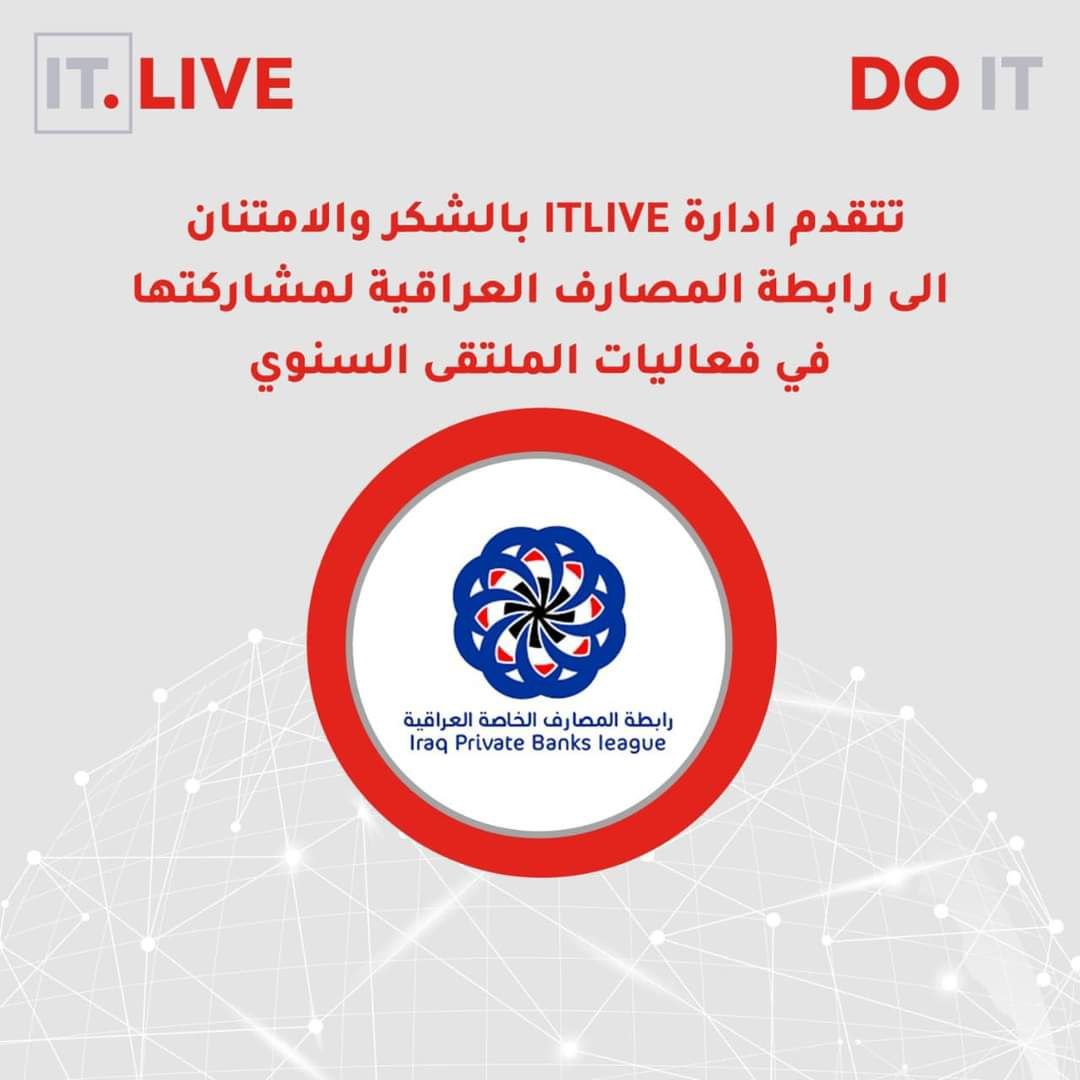 IT. LIVE
DO IT
تتقدم ادارة ITLIVE بالشكر والامتنان
الى رابطة المصارف العراقية لمشاركتها
في فعاليات الملتقى السنوي
رابطة المصارف الخاصة العراقية
Iraq Private Banks league